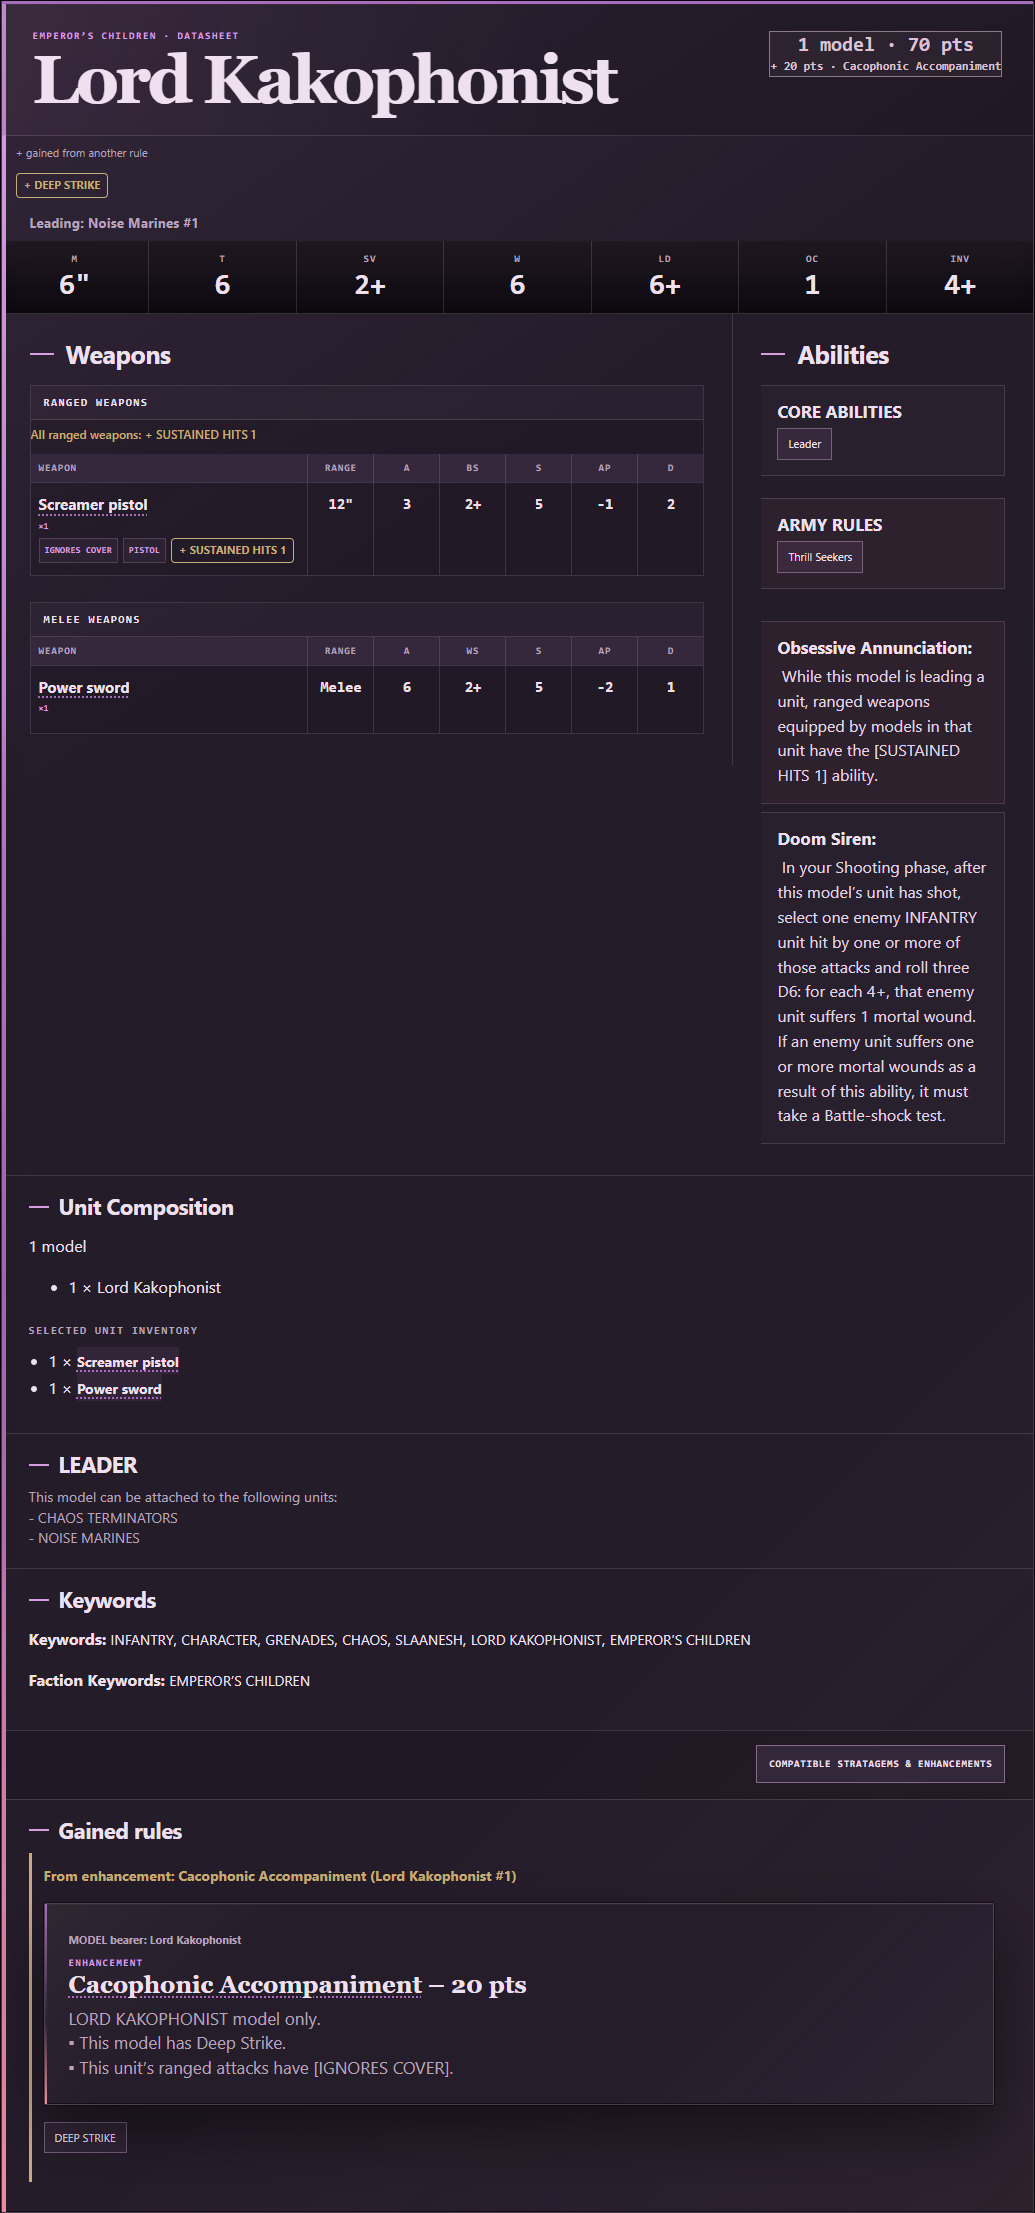 EMPEROR’S CHILDREN · DATASHEET
Lord Kakophonist
1 model · 70 pts
+ 20 pts · Cacophonic Accompaniment
+ gained from another rule
+ DEEP STRIKE
Leading: Noise Marines #1
M T SV W LD OC INV
6" 6 2+ 6 6+ 1 4+
Weapons
RANGED WEAPONS
All ranged weapons: + SUSTAINED HITS 1
WEAPON RANGE A BS S AP D
Screamer pistol 12" 3 2+ 5 -1 2
×1
IGNORES COVER PISTOL + SUSTAINED HITS 1
MELEE WEAPONS
WEAPON RANGE A WS S AP D
Power sword Melee 6 2+ 5 -2 1
×1
Abilities
CORE ABILITIES
Leader
ARMY RULES
Thrill Seekers
Obsessive Annunciation:
While this model is leading a
unit, ranged weapons
equipped by models in that
unit have the [SUSTAINED
HITS 1] ability.
Doom Siren:
In your Shooting phase, after
this model’s unit has shot,
select one enemy INFANTRY
unit hit by one or more of
those attacks and roll three
D6: for each 4+, that enemy
unit suffers 1 mortal wound.
If an enemy unit suffers one
or more mortal wounds as a
result of this ability, it must
take a Battle-shock test.
Unit Composition
1 model
• 1 × Lord Kakophonist
SELECTED UNIT INVENTORY
• 1 × Screamer pistol
• 1 × Power sword
LEADER
This model can be attached to the following units:
- CHAOS TERMINATORS
- NOISE MARINES
Keywords
Keywords: INFANTRY, CHARACTER, GRENADES, CHAOS, SLAANESH, LORD KAKOPHONIST, EMPEROR’S CHILDREN
Faction Keywords: EMPEROR’S CHILDREN
COMPATIBLE STRATAGEMS & ENHANCEMENTS
Gained rules
From enhancement: Cacophonic Accompaniment (Lord Kakophonist #1)
MODEL bearer: Lord Kakophonist
ENHANCEMENT
Cacophonic Accompaniment — 20 pts
LORD KAKOPHONIST model only.
▪ This model has Deep Strike.
▪ This unit’s ranged attacks have [IGNORES COVER].
DEEP STRIKE